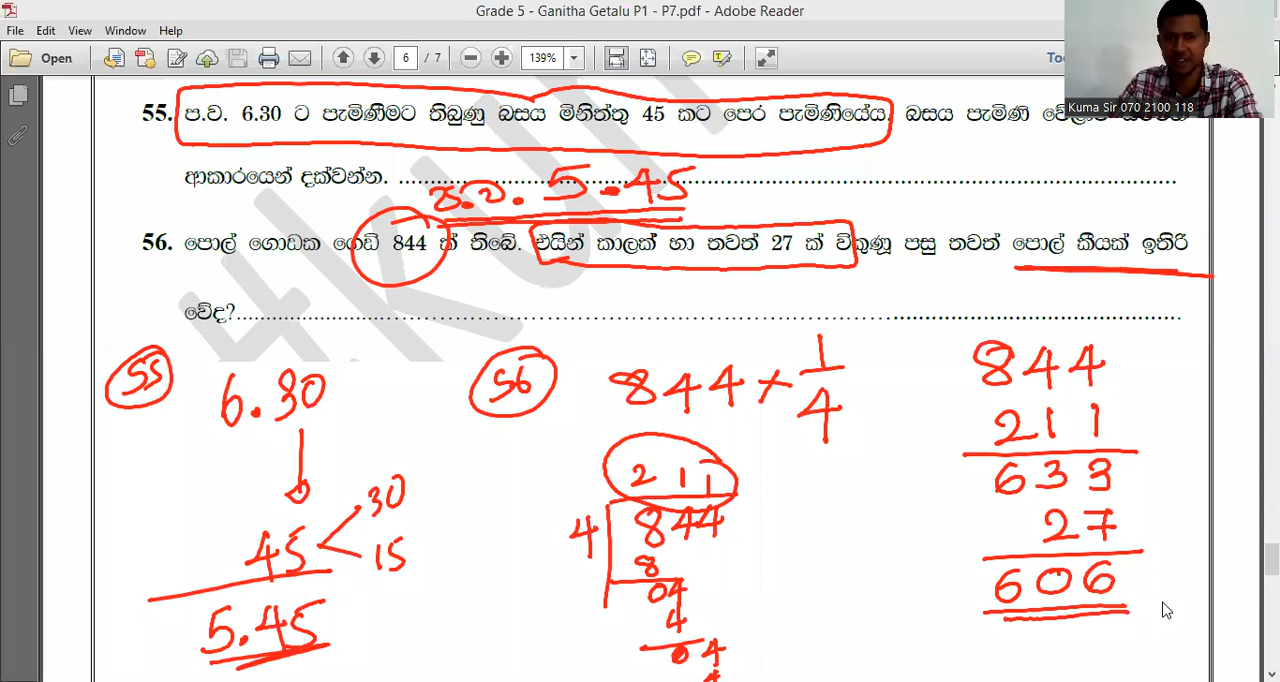 Grade 5 - Ganitha Getalu P1 - P7.pdf - Adobe Reader
File Edit View Window Help
Open 6 / 7 139%
Kuma Sir 070 2100 118
55. ප.ව. 6.30 ට පැමිණීමට තිබුණු බසය මිනිත්තු 45 කට පෙර පැමිණියේය. බසය පැමිණි
ආකාරයෙන් දක්වන්න.
ප.ව. 5.45
56. පොල් ගොඩක ගෙඩි 844 ක් තිබේ. එයින් කාලක් හා තවත් 27 ක් විකුණූ පසු තවත් පොල් කීයක් ඉතිරි
වේද?
4KU
55
6.30
45
30
15
5.45
56
844 × 1/4
211
4 844
8
04
4
04
844
211
633
27
606